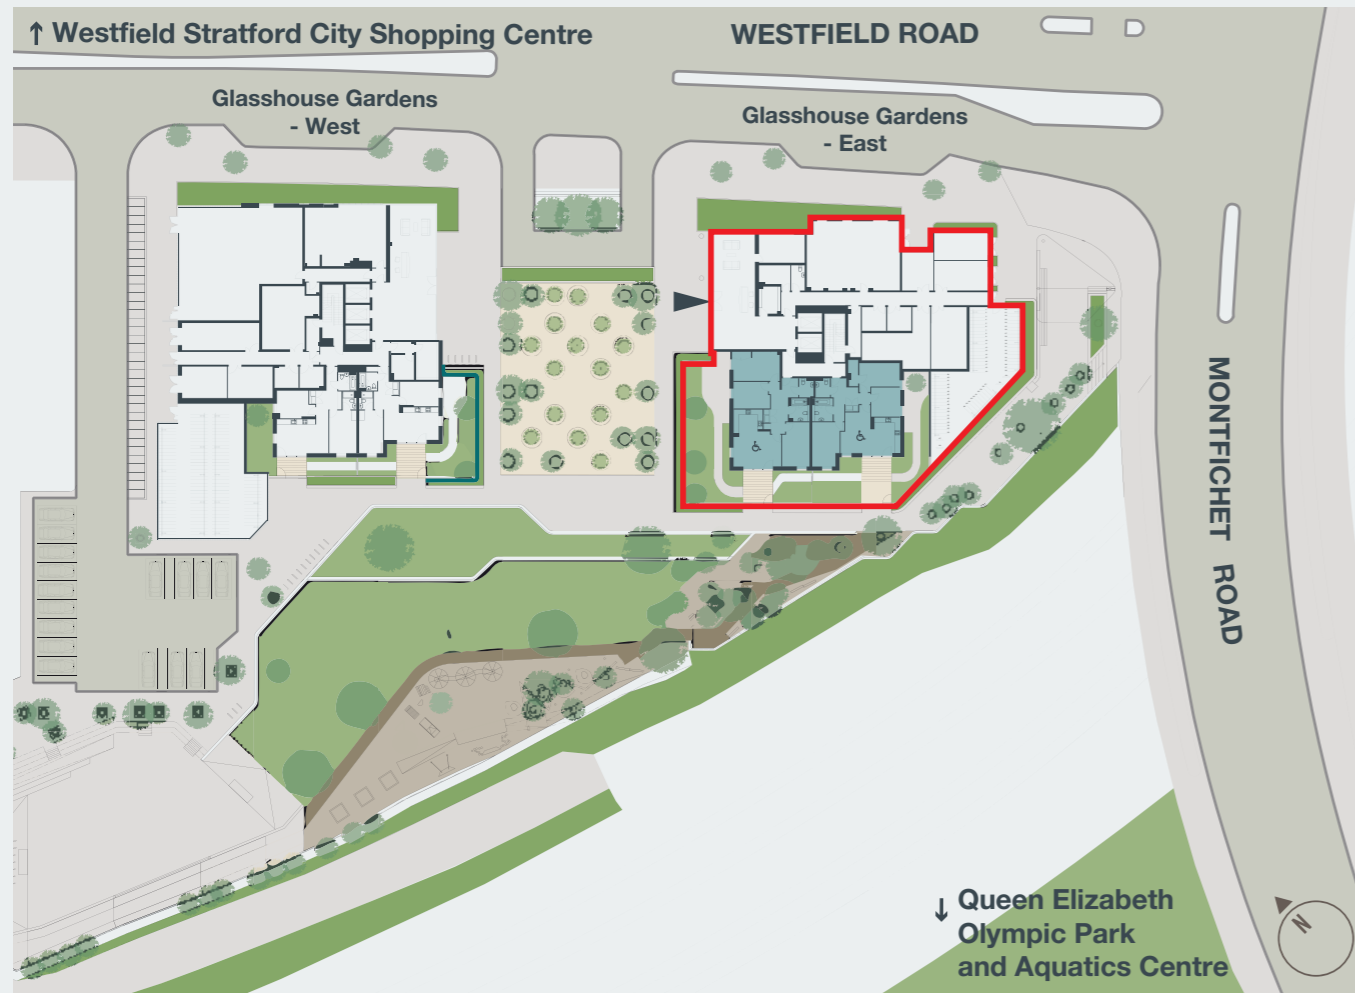 ↑ Westfield Stratford City Shopping Centre
WESTFIELD ROAD
Glasshouse Gardens
- West
Glasshouse Gardens
- East
MONTFICHET ROAD
↓ Queen Elizabeth
Olympic Park
and Aquatics Centre
N